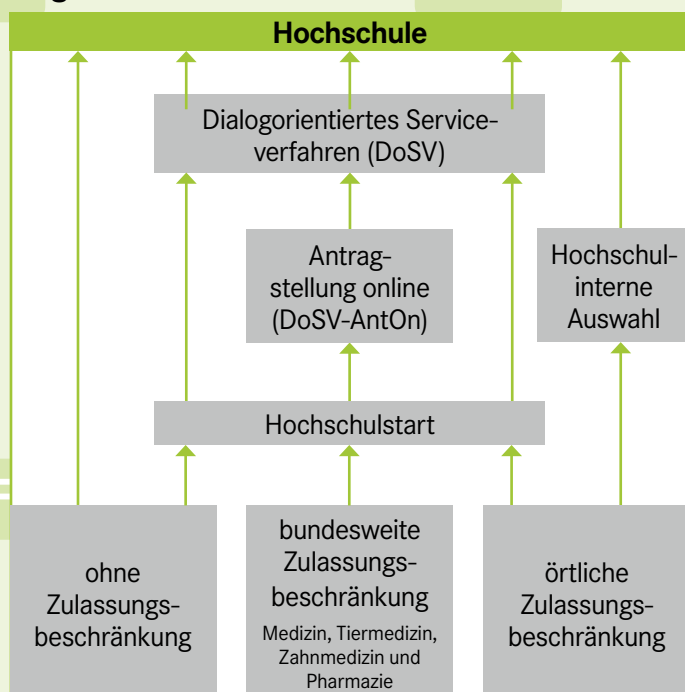 Hochschule
Dialogorientiertes Service-
verfahren (DoSV)
Antrag-
stellung online
(DoSV-AntOn)
Hochschul-
interne
Auswahl
Hochschulstart
ohne
Zulassungs-
beschränkung
bundesweite
Zulassungs-
beschränkung
Medizin, Tiermedizin,
Zahnmedizin und
Pharmazie
örtliche
Zulassungs-
beschränkung